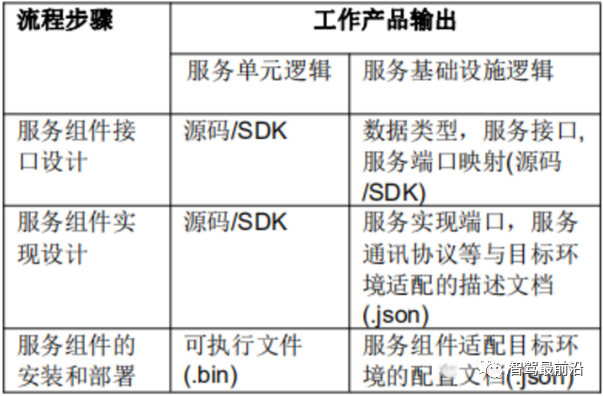 流程步骤
工作产品输出
服务单元逻辑
服务基础设施逻辑
服务组件接
口设计
源码/SDK
数据类型，服务接口，
服务端口映射(源码
/SDK)
服务组件实
现设计
源码/SDK
服务实现端口，服务
通讯协议等与目标环
境适配的描述文档
(.json)
服务组件的
安装和部署
可执行文件
(.bin)
服务组件适配目标环
境的配置文档(.json)
智驾最前沿